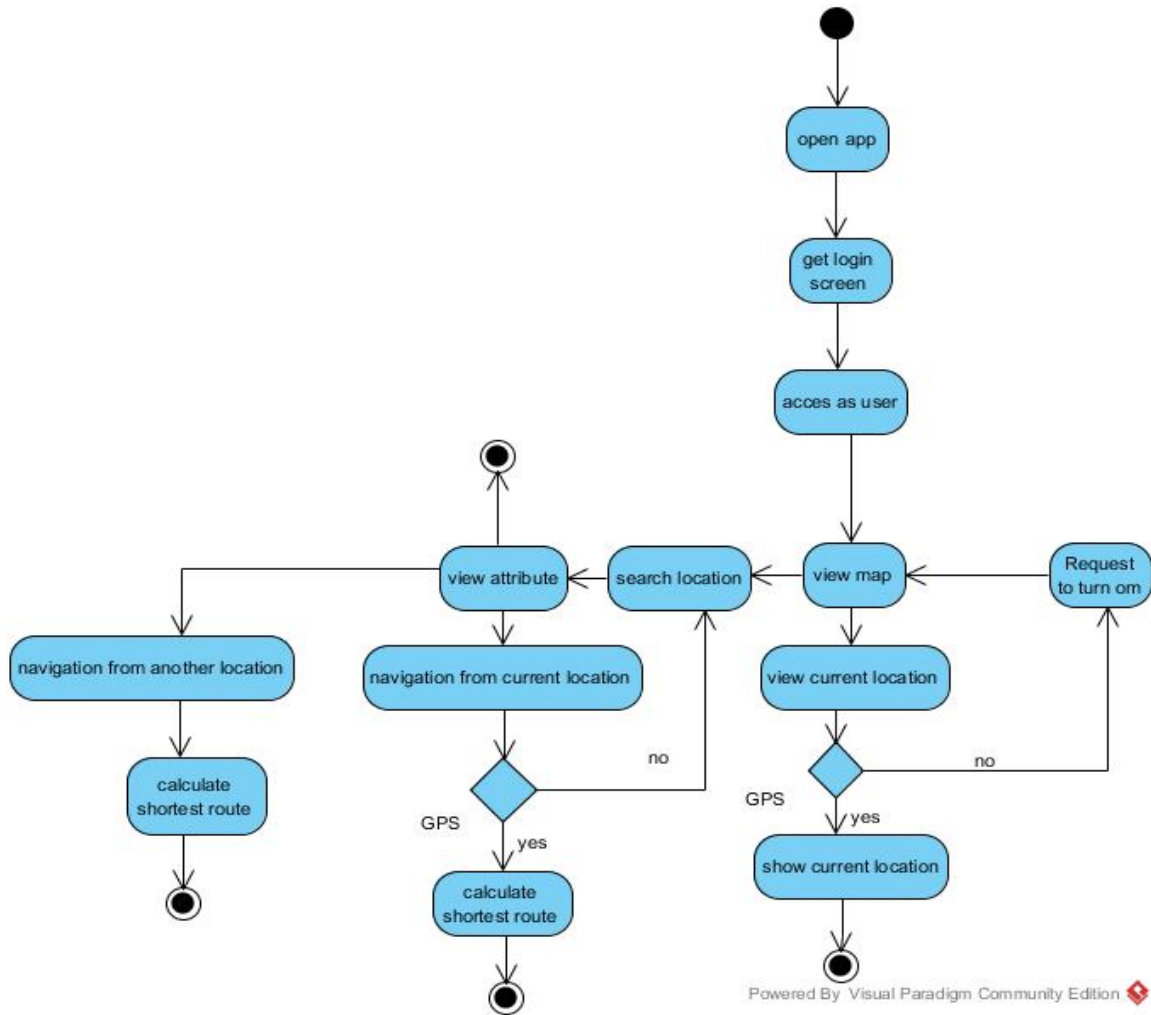 open app
get login
screen
acces as user
view attribute
search location
view map
Request
to turn om
navigation from another location
navigation from current location
view current location
no
no
calculate
shortest route
GPS
yes
GPS
yes
show current location
calculate
shortest route
Powered By Visual Paradigm Community Edition